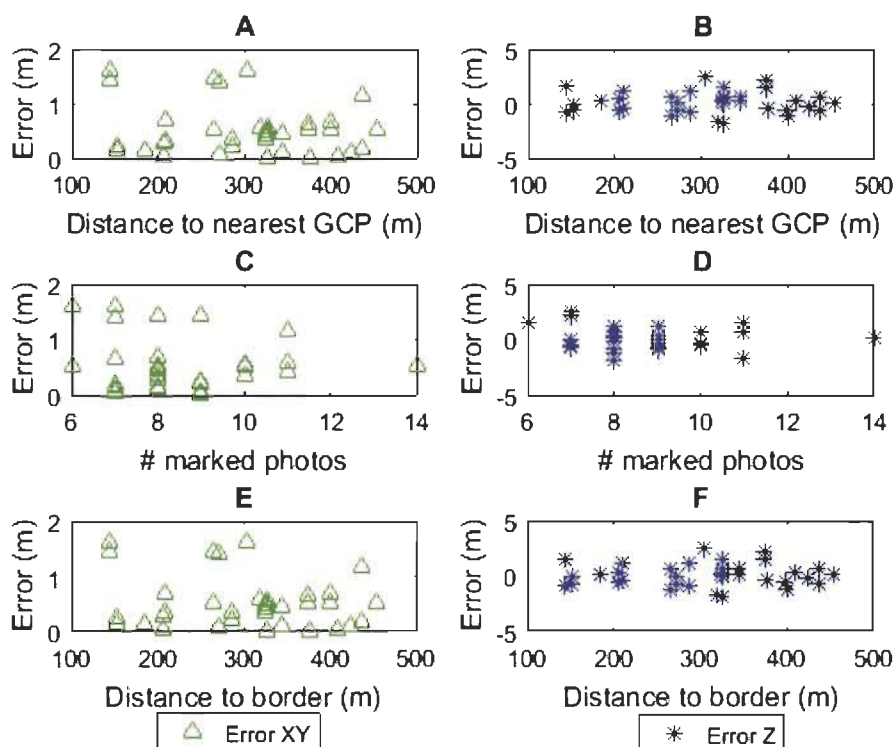 A
B
Error (m)
2
1
0
100 200 300 400 500
Distance to nearest GCP (m)
Error (m)
5
0
-5
100 200 300 400 500
Distance to nearest GCP (m)
C
D
Error (m)
2
1
0
6 8 10 12 14
# marked photos
Error (m)
5
0
-5
6 8 10 12 14
# marked photos
E
F
Error (m)
2
1
0
100 200 300 400 500
Distance to border (m)
Error (m)
5
0
-5
100 200 300 400 500
Distance to border (m)
Error XY
Error Z